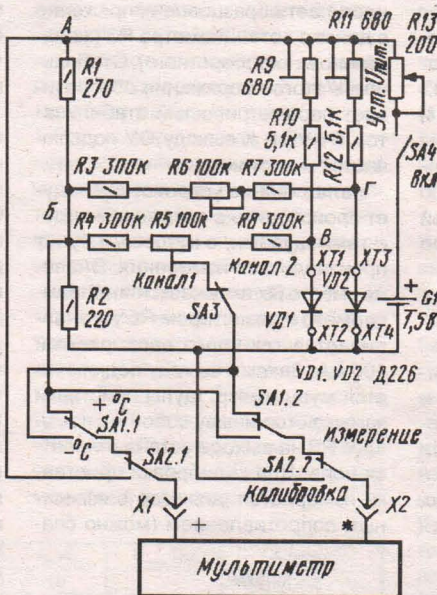 А
R11 680
R13
200
R1
270
R9
680
R10
5,1к
R12 5,1к
Уст. Uпит.
SA4
Вкл
R3 300к
R6 100к
R7 300к
Г
Б
R4 300к
R5 100к
R8 300к
В
Канал 2
Канал1
SA3
XT1
XT3
VD2
VD1
XT2
XT4
+
G1
1,5В
R2
220
VD1. VD2 Д226
+°C
-°C
SA1.1
SA1.2
SA2.1
SA2.2
Измерение
Калибровка
X1
X2
+
*
Мультиметр